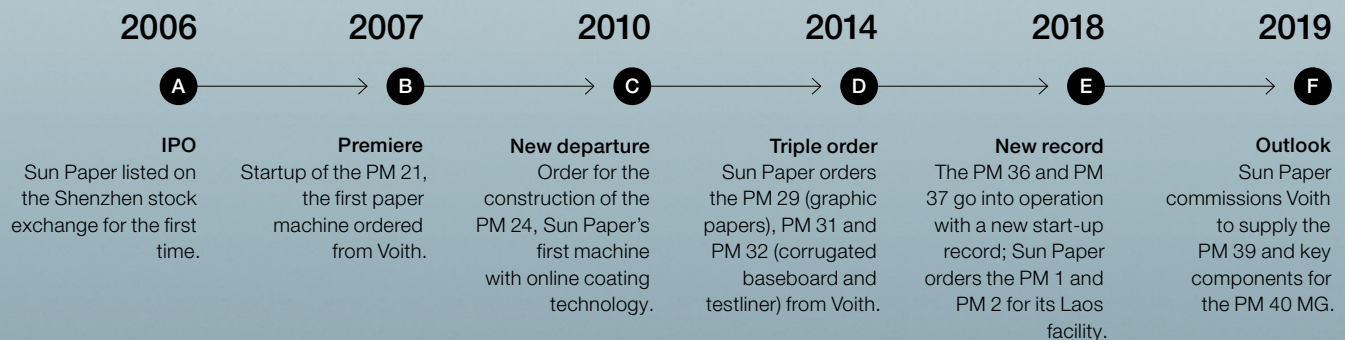 2006
A
IPO
Sun Paper listed on
the Shenzhen stock
exchange for the first
time.
2007
B
Premiere
Startup of the PM 21,
the first paper
machine ordered
from Voith.
2010
C
New departure
Order for the
construction of the
PM 24, Sun Paper’s
first machine
with online coating
technology.
2014
D
Triple order
Sun Paper orders
the PM 29 (graphic
papers), PM 31 and
PM 32 (corrugated
baseboard and
testliner) from Voith.
2018
E
New record
The PM 36 and PM
37 go into operation
with a new start-up
record; Sun Paper
orders the PM 1 and
PM 2 for its Laos
facility.
2019
F
Outlook
Sun Paper
commissions Voith
to supply the
PM 39 and key
components for
the PM 40 MG.